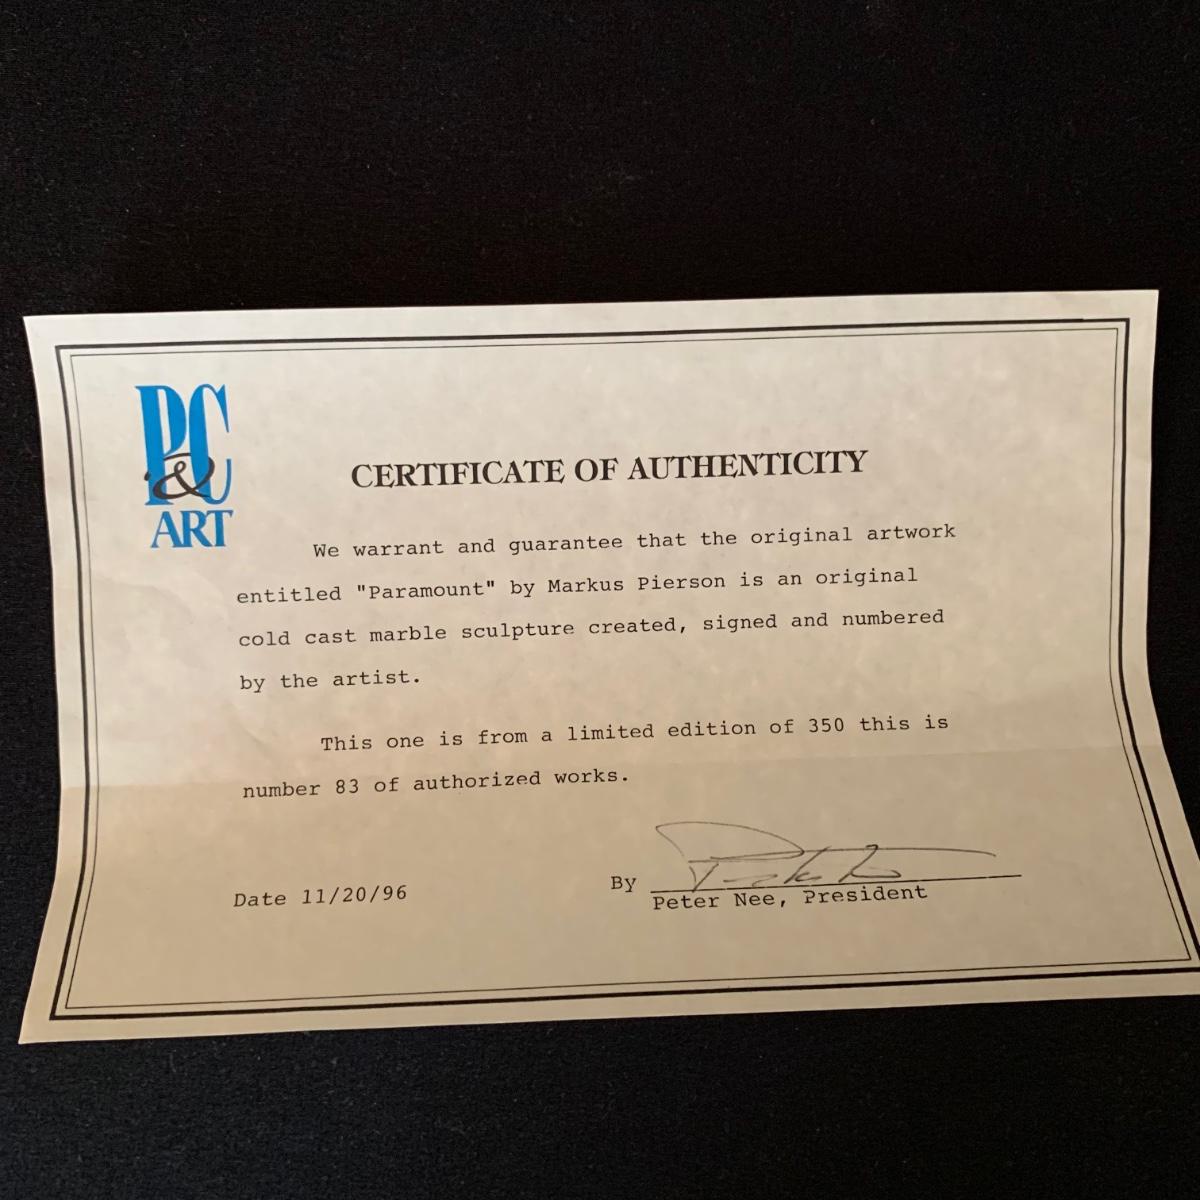 P&C
ART
CERTIFICATE OF AUTHENTICITY
We warrant and guarantee that the original artwork
entitled "Paramount" by Markus Pierson is an original
cold cast marble sculpture created, signed and numbered
by the artist.
This one is from a limited edition of 350 this is
number 83 of authorized works.
Date 11/20/96
By
Peter Nee, President